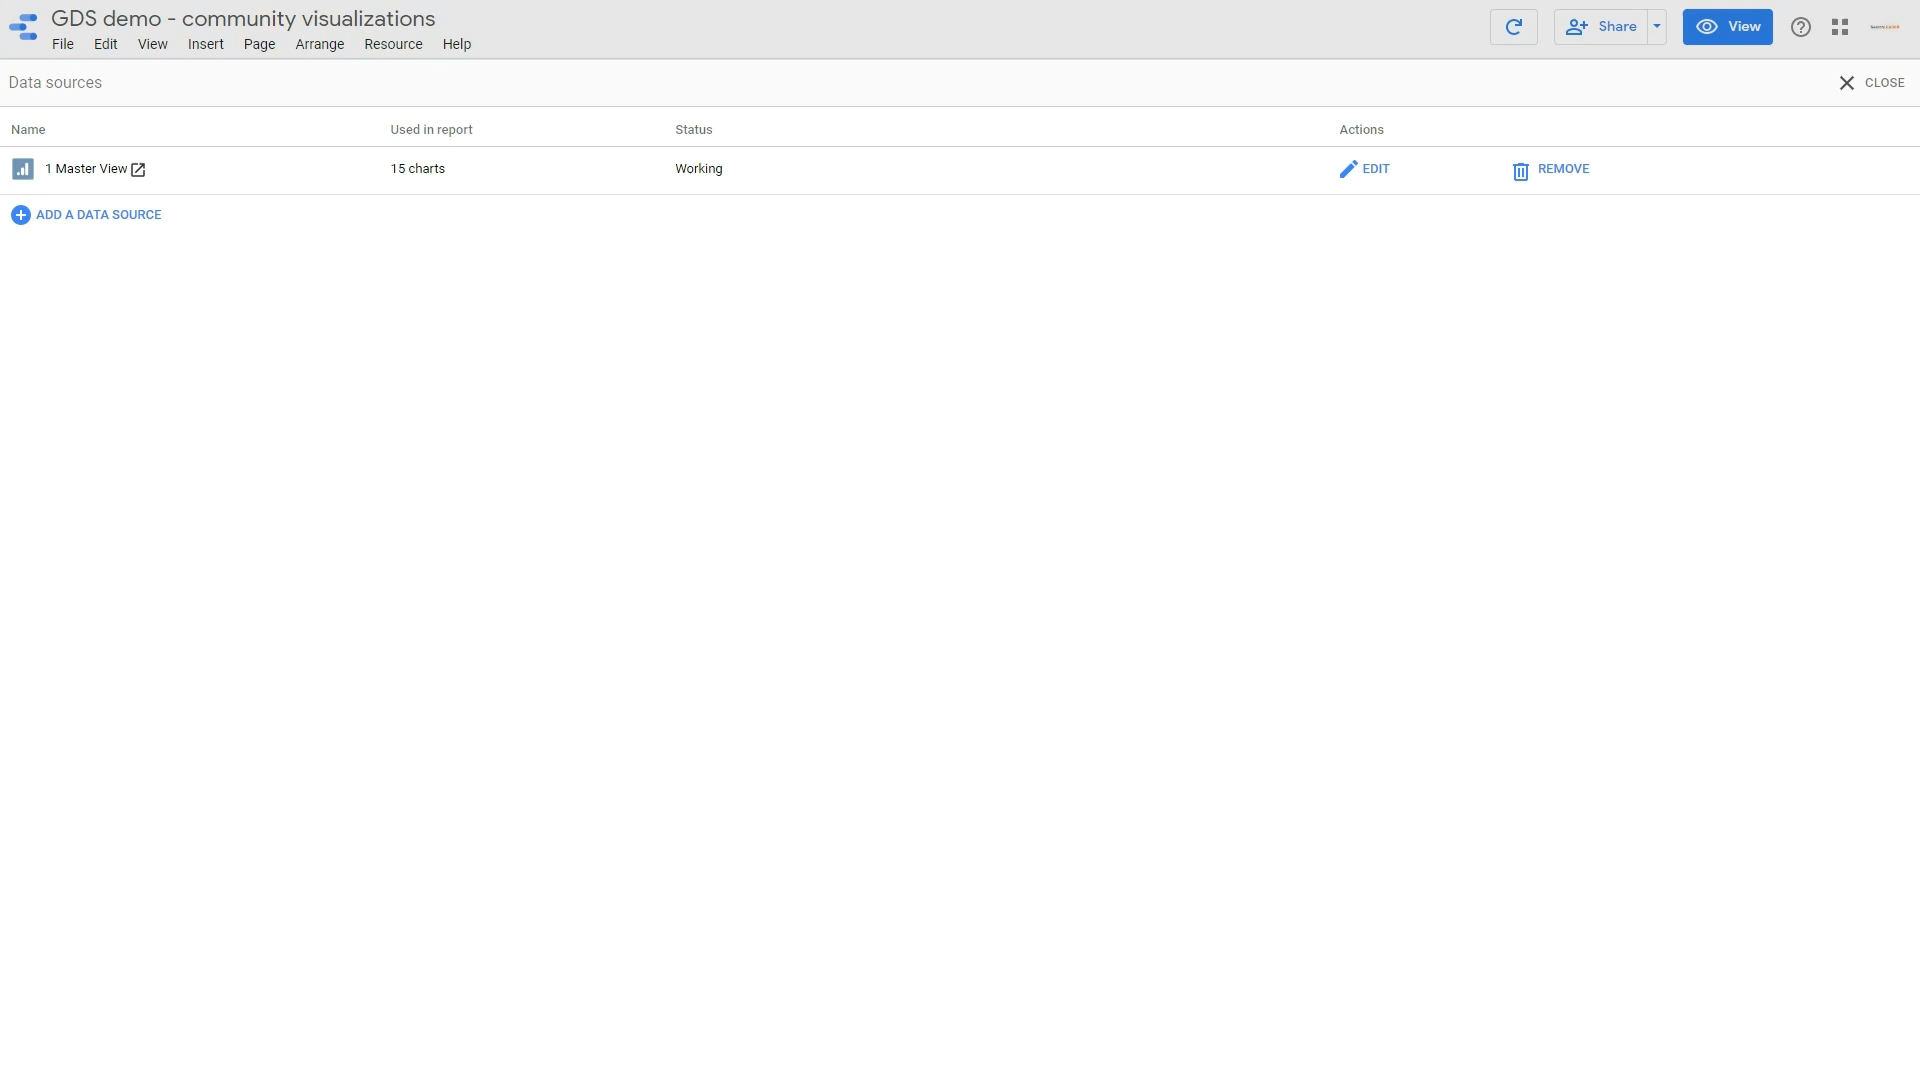 GDS demo - community visualizations
File Edit View Insert Page Arrange Resource Help
Share
View
Data sources
CLOSE
Name Used in report Status Actions
1 Master View 15 charts Working EDIT REMOVE
ADD A DATA SOURCE